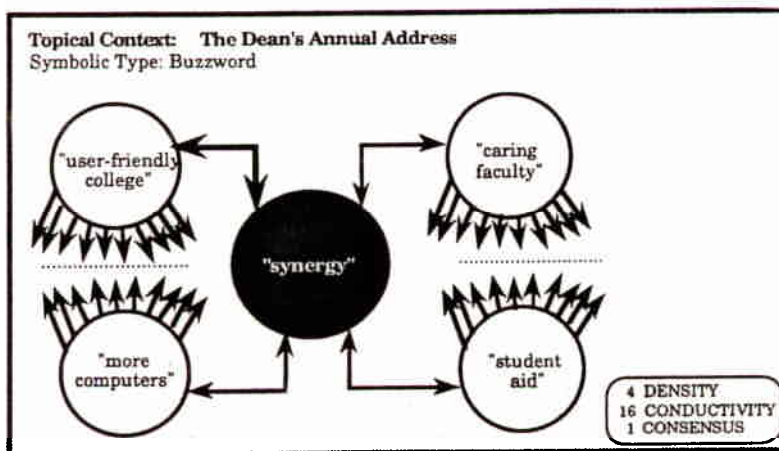 Topical Context: The Dean's Annual Address
Symbolic Type: Buzzword
"user-friendly
college"
"caring
faculty"
"synergy"
"more
computers"
"student
aid"
4 DENSITY
16 CONDUCTIVITY
1 CONSENSUS